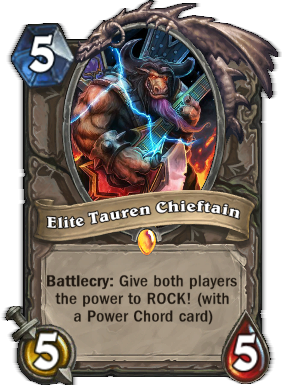 5
Elite Tauren Chieftain
Battlecry: Give both players
the power to ROCK! (with
a Power Chord card)
5
5